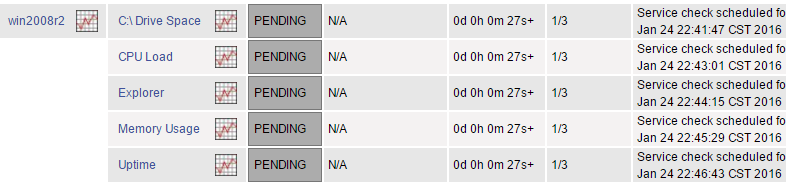 win2008r2 C:\ Drive Space PENDING N/A 0d 0h 0m 27s+ 1/3 Service check scheduled fo
Jan 24 22:41:47 CST 2016
CPU Load PENDING N/A 0d 0h 0m 27s+ 1/3 Service check scheduled fo
Jan 24 22:43:01 CST 2016
Explorer PENDING N/A 0d 0h 0m 27s+ 1/3 Service check scheduled fo
Jan 24 22:44:15 CST 2016
Memory Usage PENDING N/A 0d 0h 0m 27s+ 1/3 Service check scheduled fo
Jan 24 22:45:29 CST 2016
Uptime PENDING N/A 0d 0h 0m 27s+ 1/3 Service check scheduled fo
Jan 24 22:46:43 CST 2016